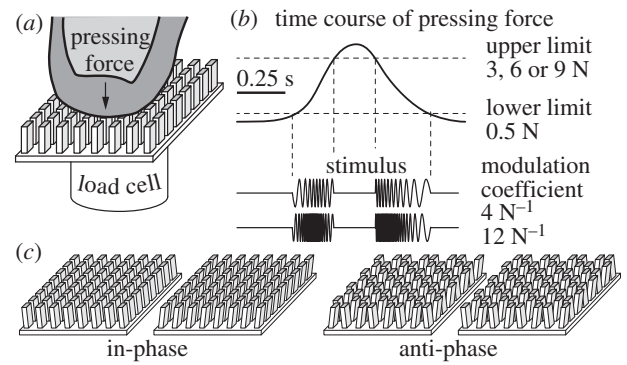 (a)
pressing
force
load cell
(b) time course of pressing force
0.25 s
upper limit
3, 6 or 9 N
lower limit
0.5 N
stimulus
modulation
coefficient
4 N⁻¹
12 N⁻¹
(c)
in-phase
anti-phase